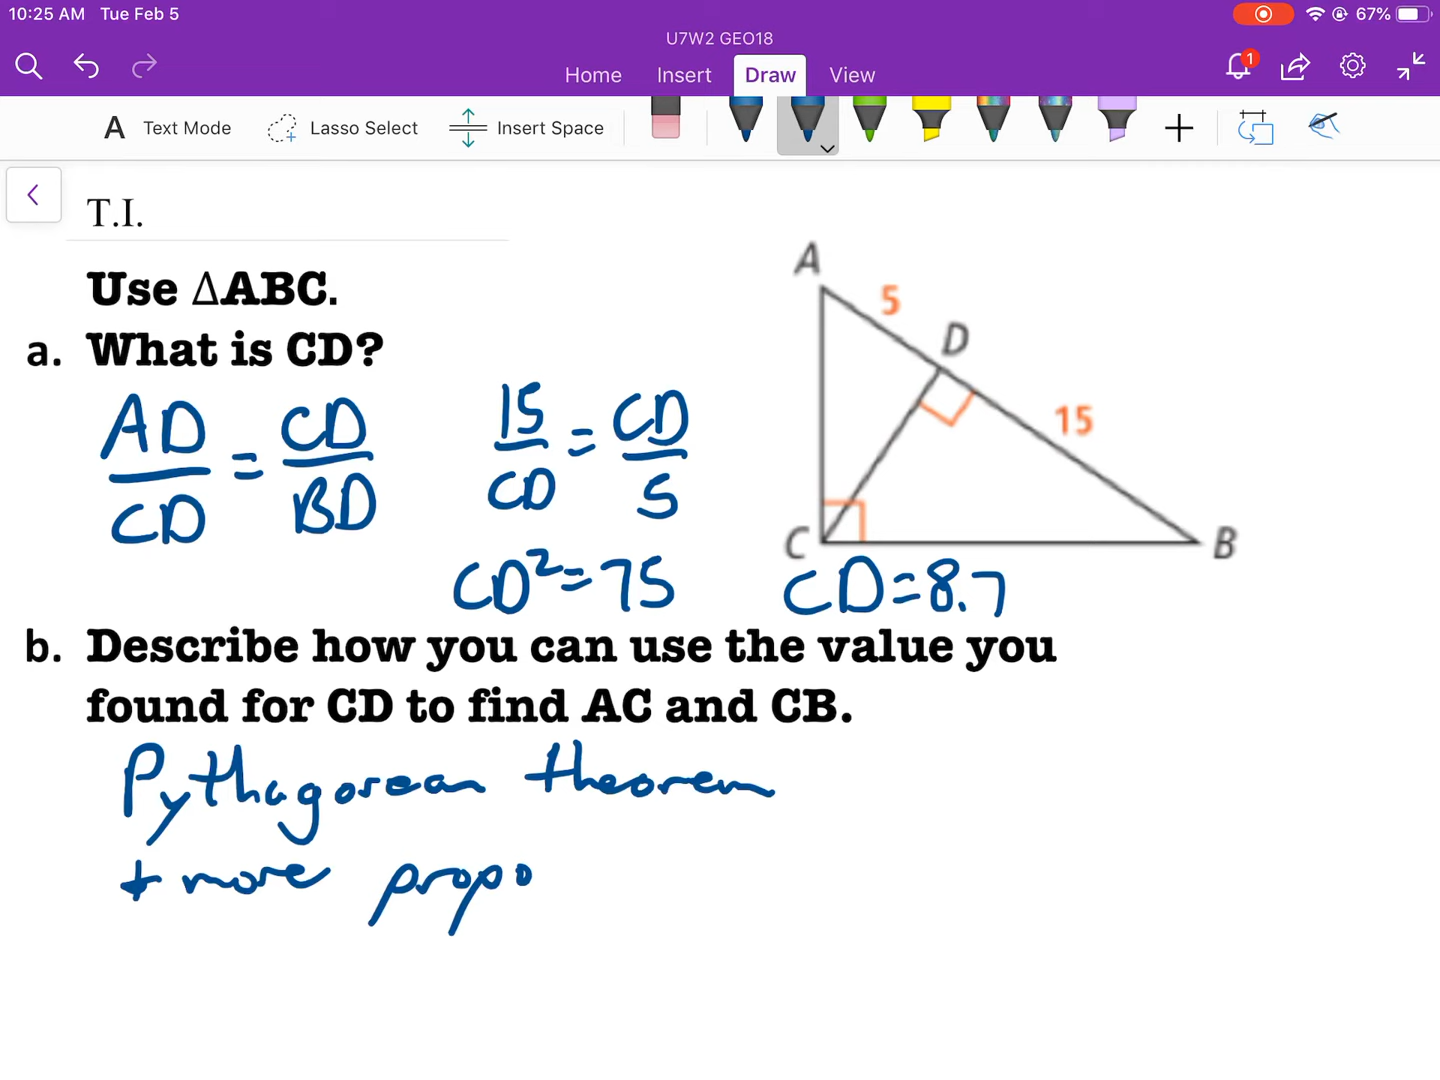 10:25 AM Tue Feb 5
67%
U7W2 GEO18
Home Insert Draw View
1
A Text Mode Lasso Select Insert Space
T.I.
Use △ABC.
a. What is CD?
AD/CD = CD/BD
15/CD = CD/5
CD²=75
CD=8.7
A
5
D
15
C
B
b. Describe how you can use the value you
found for CD to find AC and CB.
Pythagorean theorem
+ more propo